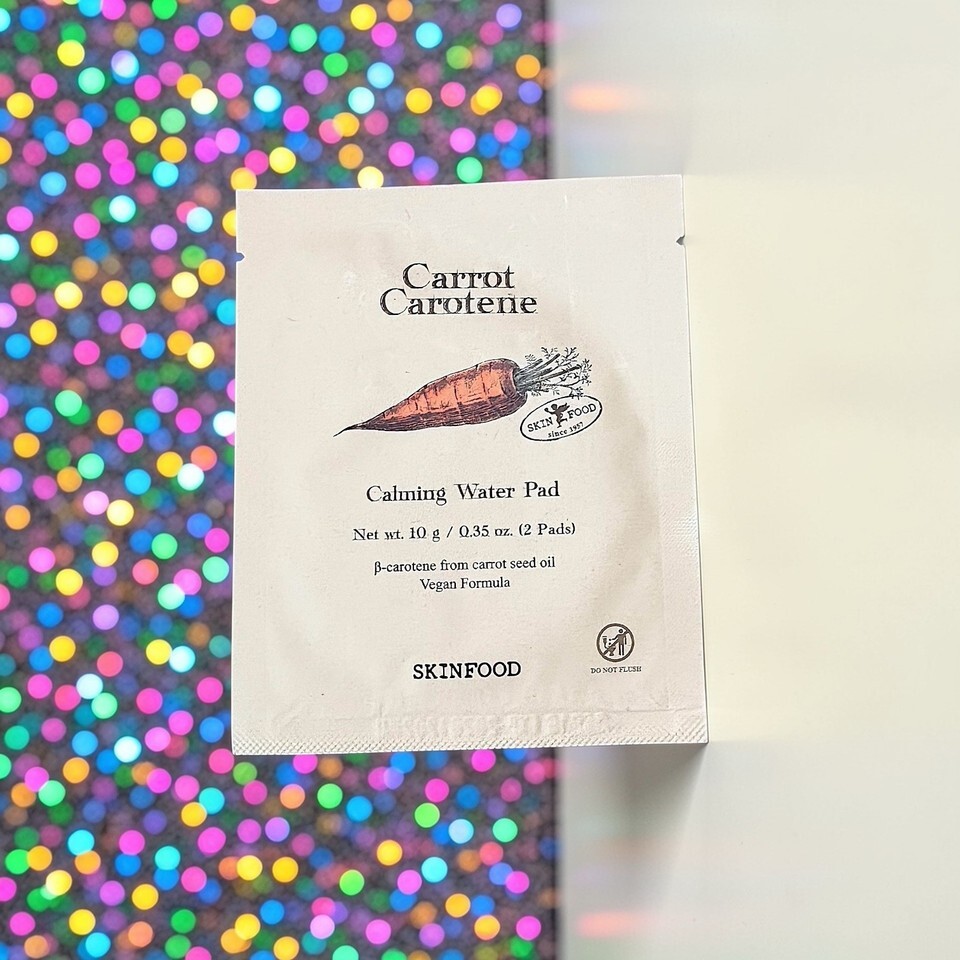 Carrot
Carotene
SKIN FOOD
since 1957
Calming Water Pad
Net wt. 10 g / 0.35 oz. (2 Pads)
β-carotene from carrot seed oil
Vegan Formula
SKINFOOD
DO NOT FLUSH